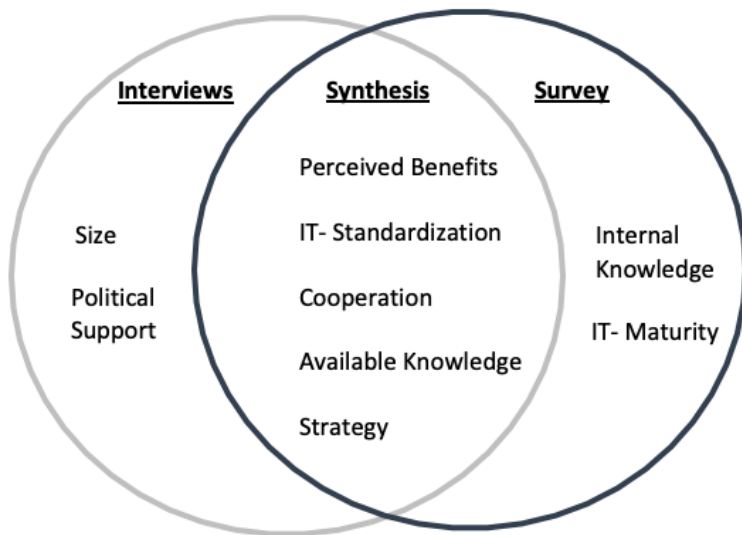 Interviews
Synthesis
Survey
Size
Political
Support
Perceived Benefits
IT- Standardization
Cooperation
Available Knowledge
Strategy
Internal
Knowledge
IT- Maturity